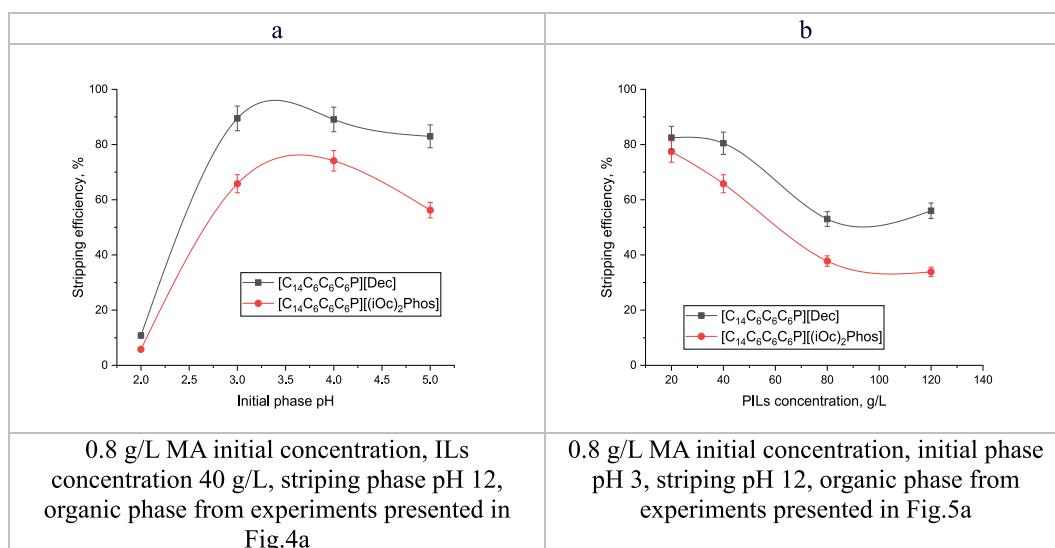 a
b
100
80
60
40
20
0
Stripping efficiency, %
2.0 2.5 3.0 3.5 4.0 4.5 5.0
Initial phase pH
[C₁₄C₆C₆C₆P][Dec]
[C₁₄C₆C₆C₆P][(iOc)₂Phos]
100
80
60
40
20
0
Stripping efficiency, %
20 40 60 80 100 120 140
PILs concentration, g/L
[C₁₄C₆C₆C₆P][Dec]
[C₁₄C₆C₆C₆P][(iOc)₂Phos]
0.8 g/L MA initial concentration, ILs
concentration 40 g/L, striping phase pH 12,
organic phase from experiments presented in
Fig.4a
0.8 g/L MA initial concentration, initial phase
pH 3, striping pH 12, organic phase from
experiments presented in Fig.5a